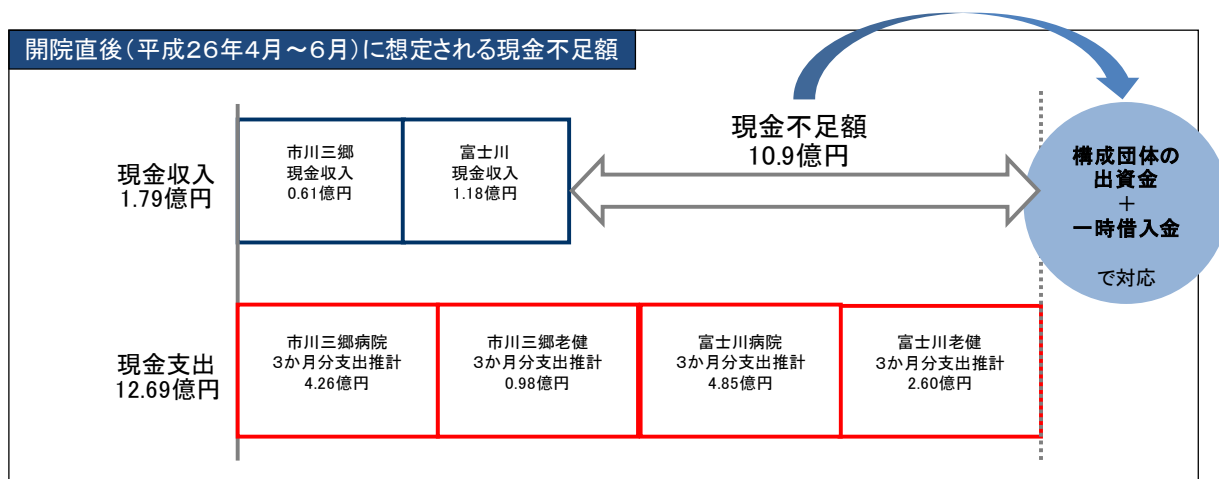 開院直後(平成26年4月～6月)に想定される現金不足額
現金収入
1.79億円
市川三郷
現金収入
0.61億円
富士川
現金収入
1.18億円
現金不足額
10.9億円
構成団体の
出資金
＋
一時借入金
で対応
現金支出
12.69億円
市川三郷病院
3か月分支出推計
4.26億円
市川三郷老健
3か月分支出推計
0.98億円
富士川病院
3か月分支出推計
4.85億円
富士川老健
3か月分支出推計
2.60億円